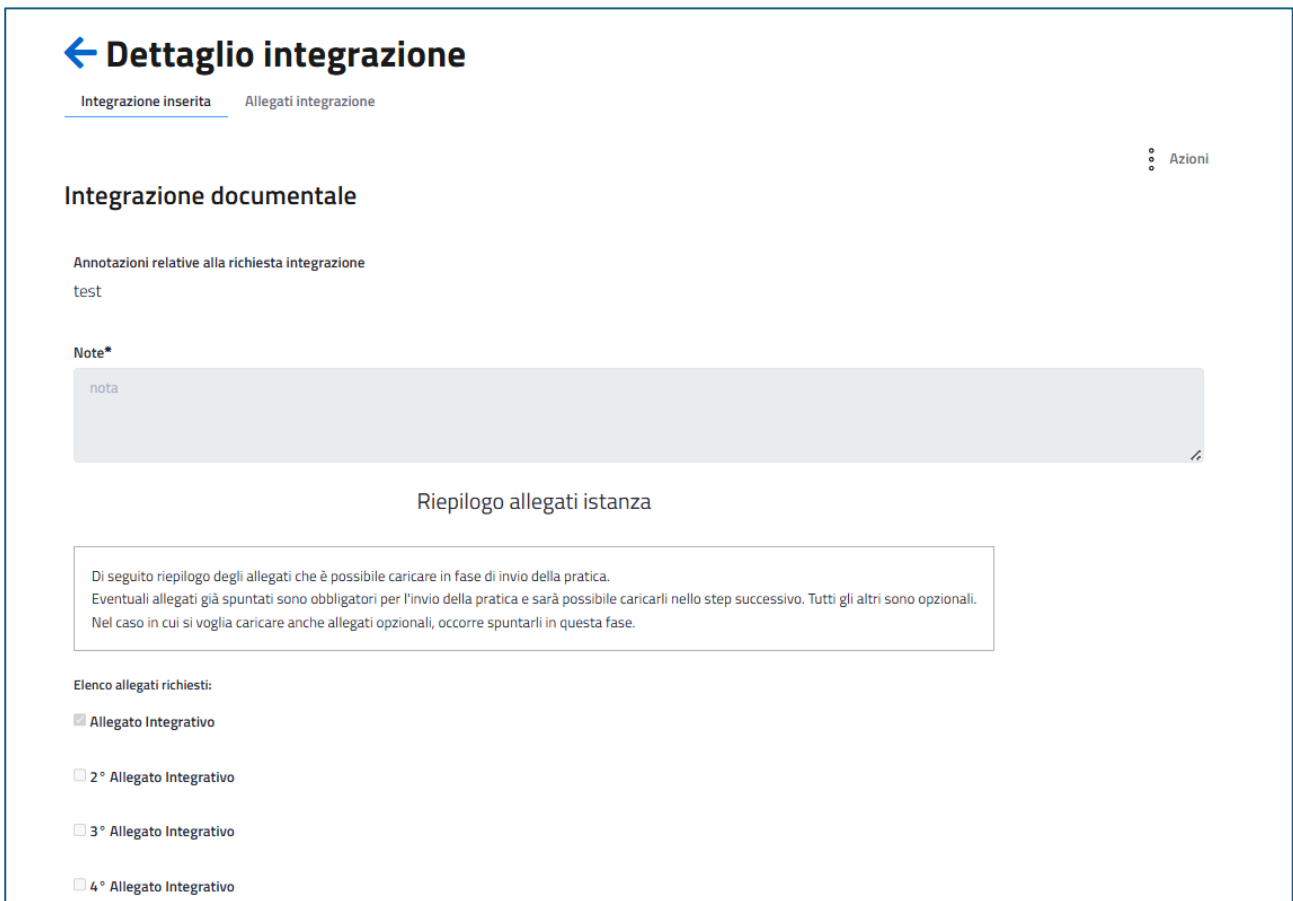 Dettaglio integrazione
Integrazione inserita Allegati integrazione
Azioni
Integrazione documentale
Annotazioni relative alla richiesta integrazione
test
Note*
nota
Riepilogo allegati istanza
Di seguito riepilogo degli allegati che è possibile caricare in fase di invio della pratica.
Eventuali allegati già spuntati sono obbligatori per l'invio della pratica e sarà possibile caricarli nello step successivo. Tutti gli altri sono opzionali.
Nel caso in cui si voglia caricare anche allegati opzionali, occorre spuntarli in questa fase.
Elenco allegati richiesti:
Allegato Integrativo
2° Allegato Integrativo
3° Allegato Integrativo
4° Allegato Integrativo